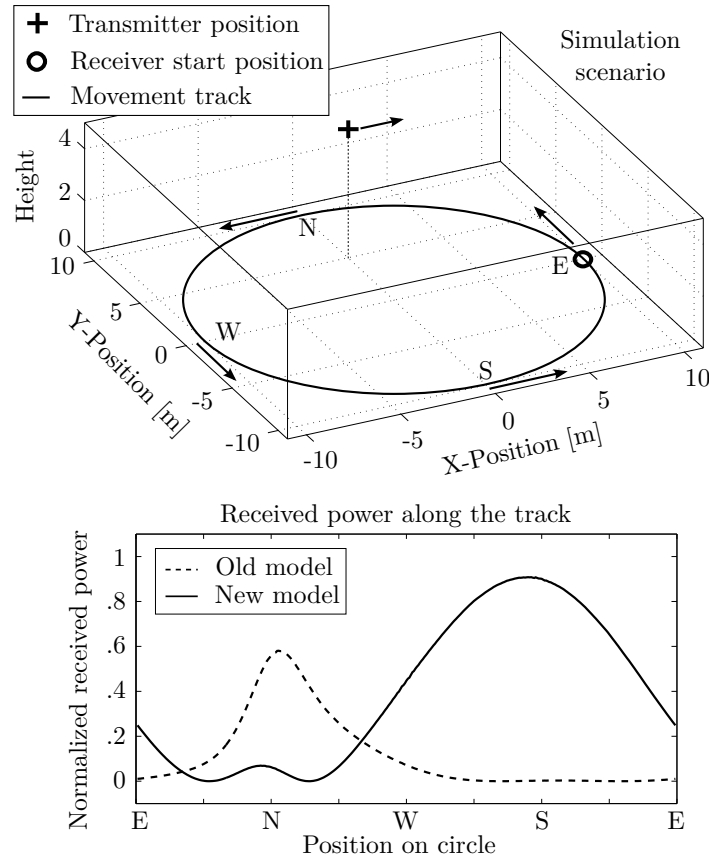 Transmitter position
Receiver start position
Movement track
Simulation
scenario
Height
4
2
0
10
5
0
-5
-10
Y-Position [m]
-10
-5
0
5
10
X-Position [m]
N
E
W
S
Received power along the track
Normalized received power
1
.8
.6
.4
.2
0
Old model
New model
E N W S E
Position on circle